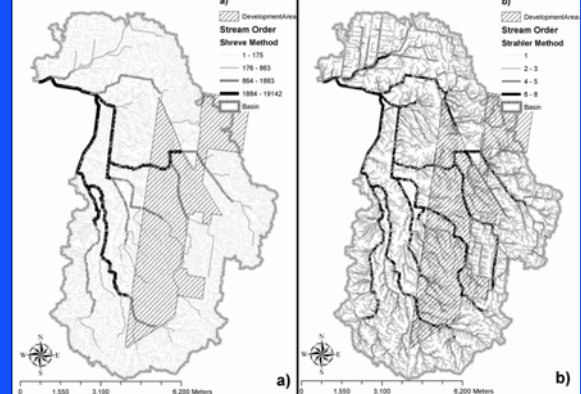 a)
DevelopmentArea
Stream Order
Shreve Method
1 - 175
176 - 863
864 - 1883
1884 - 19142
Basin
N
W E
S
0 1,550 3,100 6,200 Meters
a)
b)
DevelopmentArea
Stream Order
Strahler Method
1
2 - 3
4 - 5
6 - 8
Basin
N
W E
S
0 1,550 3,100 6,200 Meters
b)